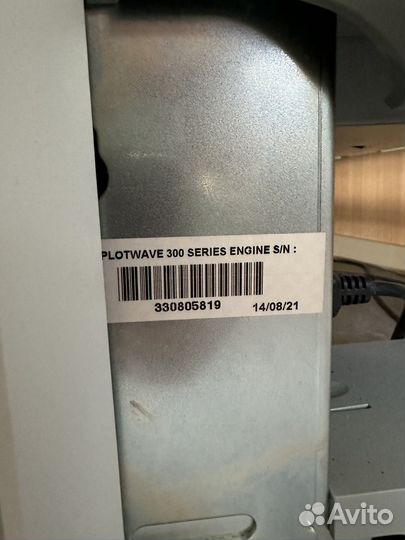 PLOTWAVE 300 SERIES ENGINE S/N :
330805819 14/08/21
Avito